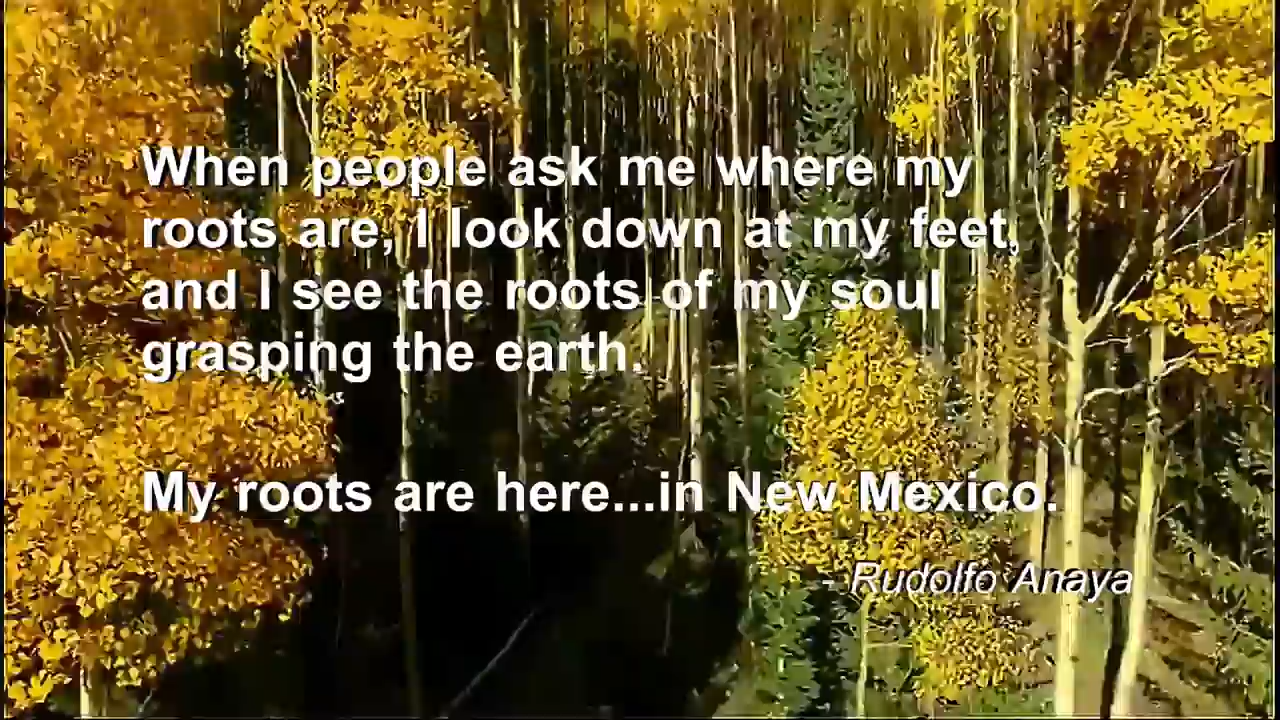 When people ask me where my
roots are, I look down at my feet,
and I see the roots of my soul
grasping the earth.
My roots are here...in New Mexico.
- Rudolfo Anaya